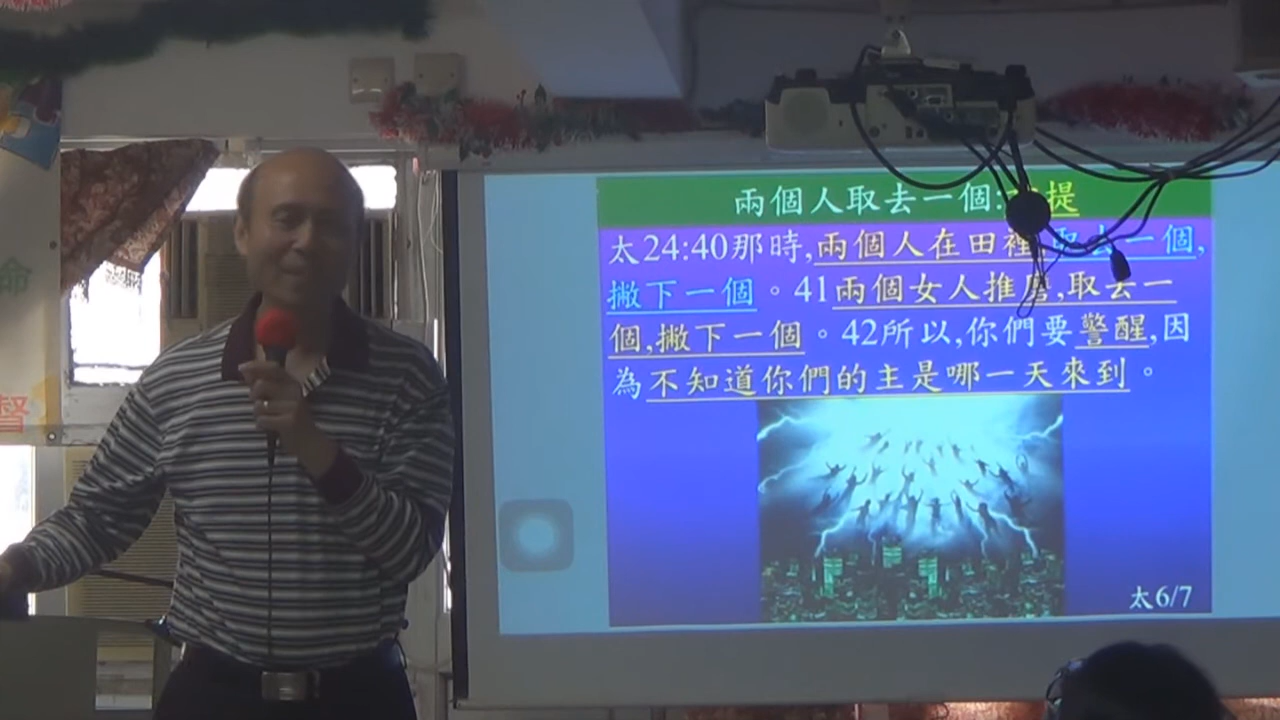 兩個人取去一個: 提
太24:40那時,兩個人在田裡 取去一個,
撇下一個。41兩個女人推磨,取去一
個,撇下一個。42所以,你們要警醒,因
為不知道你們的主是哪一天來到。
太6/7
命
督